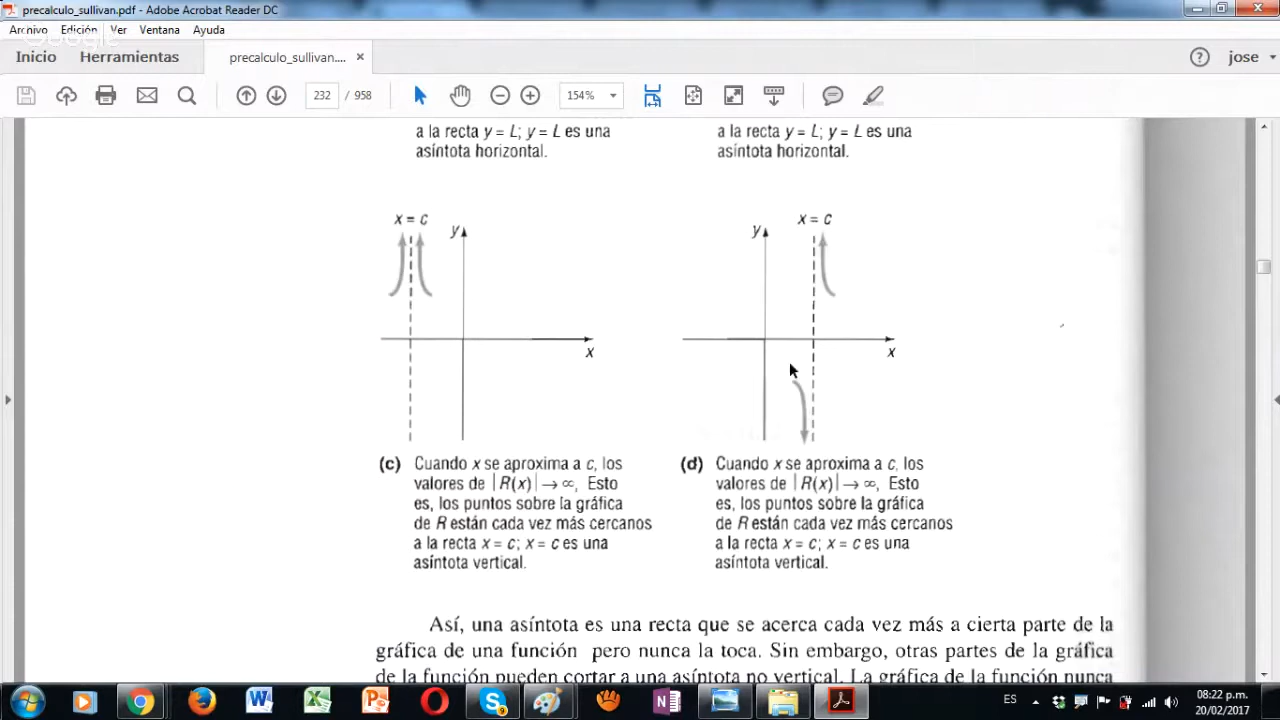 precalculo_sullivan.pdf - Adobe Acrobat Reader DC
Archivo Edición Ver Ventana Ayuda
Google
Inicio Herramientas precalculo_sullivan.... × jose
232 / 958 154%
a la recta y = L; y = L es una
asíntota horizontal.
a la recta y = L; y = L es una
asíntota horizontal.
x = c
y
x
x = c
y
x
(c) Cuando x se aproxima a c, los
valores de |R(x)| → ∞, Esto
es, los puntos sobre la gráfica
de R están cada vez más cercanos
a la recta x = c; x = c es una
asíntota vertical.
(d) Cuando x se aproxima a c, los
valores de |R(x)| → ∞, Esto
es, los puntos sobre la gráfica
de R están cada vez más cercanos
a la recta x = c; x = c es una
asíntota vertical.
Así, una asíntota es una recta que se acerca cada vez más a cierta parte de la
gráfica de una función pero nunca la toca. Sin embargo, otras partes de la gráfica
de la función pueden cortar a una asíntota no vertical. La gráfica de la función nunca
ES
08:22 p.m.
20/02/2017